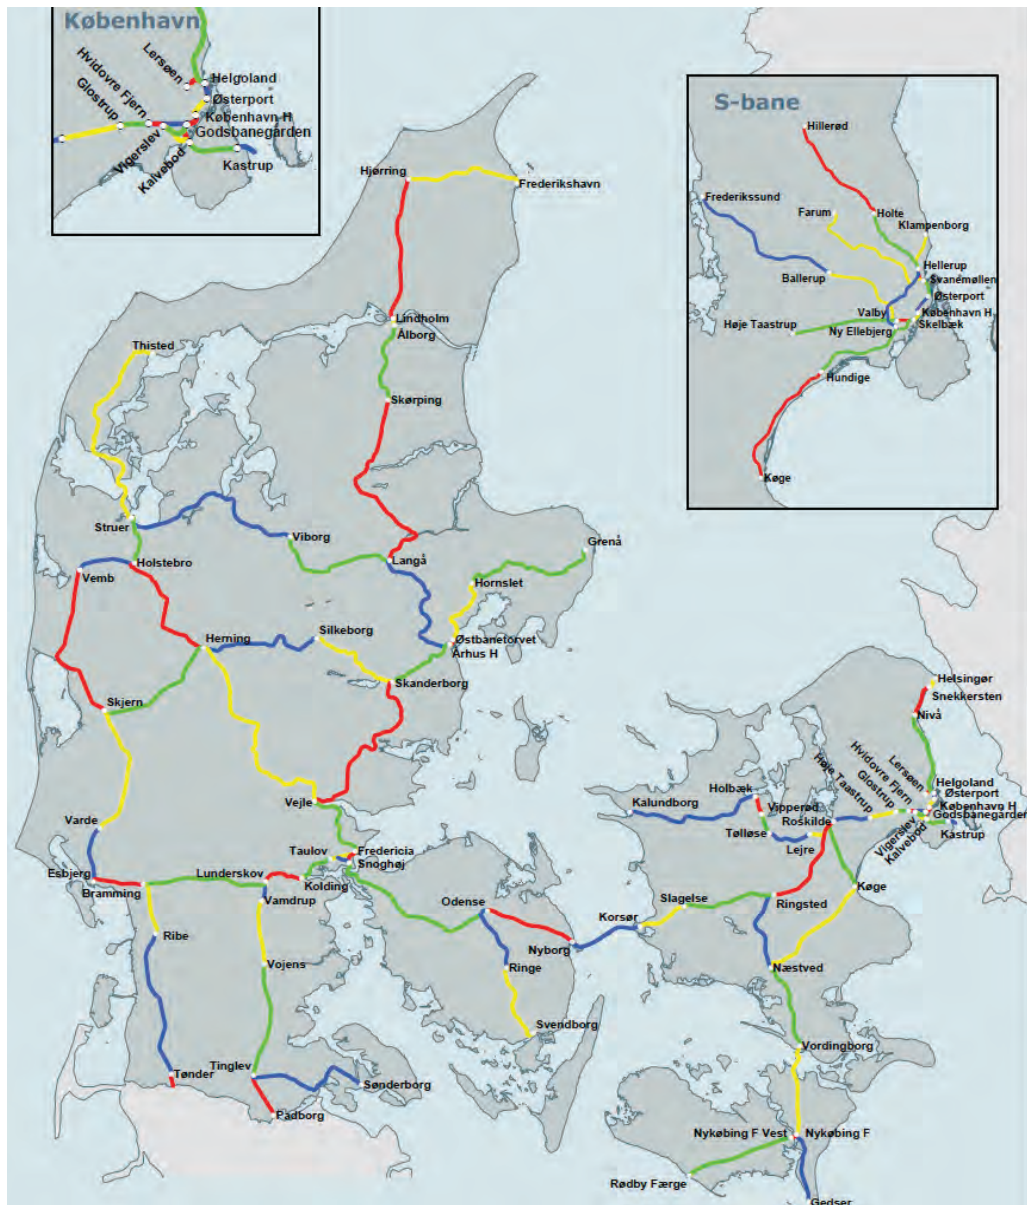 København
Lersøen
Hvidovre Fjern
Glostrup
Helgoland
Østerport
København H
Godsbanegården
Vigerslev
Kalvebod
Kastrup
S-bane
Hillerød
Frederikssund
Farum
Holte
Klampenborg
Ballerup
Hellerup
Svanemøllen
Østerport
Valby
København H
Høje Taastrup
Ny Ellebjerg
Skelbæk
Hundige
Køge
Hjørring
Frederikshavn
Lindholm
Ålborg
Thisted
Skørping
Struer
Viborg
Holstebro
Langå
Grenå
Vemb
Hornslet
Herning
Silkeborg
Østbanetorvet
Århus H
Skanderborg
Skjern
Vejle
Varde
Taulov
Fredericia
Snoghøj
Esbjerg
Bramming
Lunderskov
Kolding
Vamdrup
Odense
Ribe
Nyborg
Vojens
Ringe
Svendborg
Tinglev
Tønder
Sønderborg
Padborg
Helsingør
Snekkersten
Nivå
Lersøen
Hvidovre Fjern
Glostrup
Høje Taastrup
Helgoland
Østerport
København H
Godsbanegården
Kastrup
Vigerslev
Kalvebod
Holbæk
Kalundborg
Vipperød
Roskilde
Tølløse
Lejre
Køge
Slagelse
Ringsted
Korsør
Næstved
Vordingborg
Nykøbing F Vest
Nykøbing F
Rødby Færge
Gedser